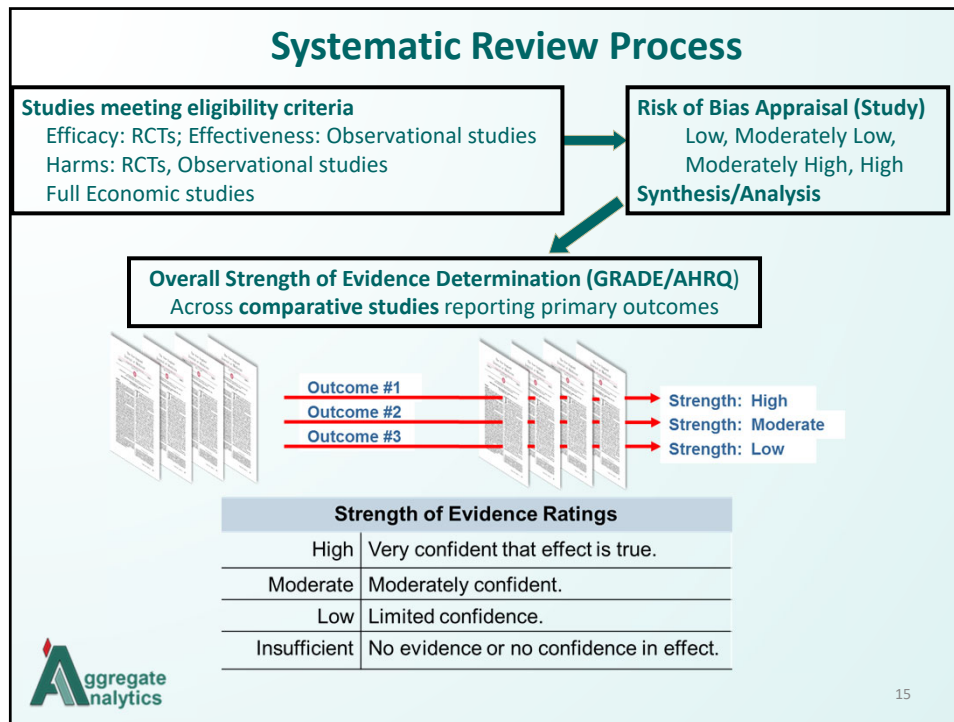 Systematic Review Process
Studies meeting eligibility criteria
Efficacy: RCTs; Effectiveness: Observational studies
Harms: RCTs, Observational studies
Full Economic studies
Risk of Bias Appraisal (Study)
Low, Moderately Low,
Moderately High, High
Synthesis/Analysis
Overall Strength of Evidence Determination (GRADE/AHRQ)
Across comparative studies reporting primary outcomes
Outcome #1
Outcome #2
Outcome #3
Strength: High
Strength: Moderate
Strength: Low
Strength of Evidence Ratings
High Very confident that effect is true.
Moderate Moderately confident.
Low Limited confidence.
Insufficient No evidence or no confidence in effect.
Aggregate
Analytics
15